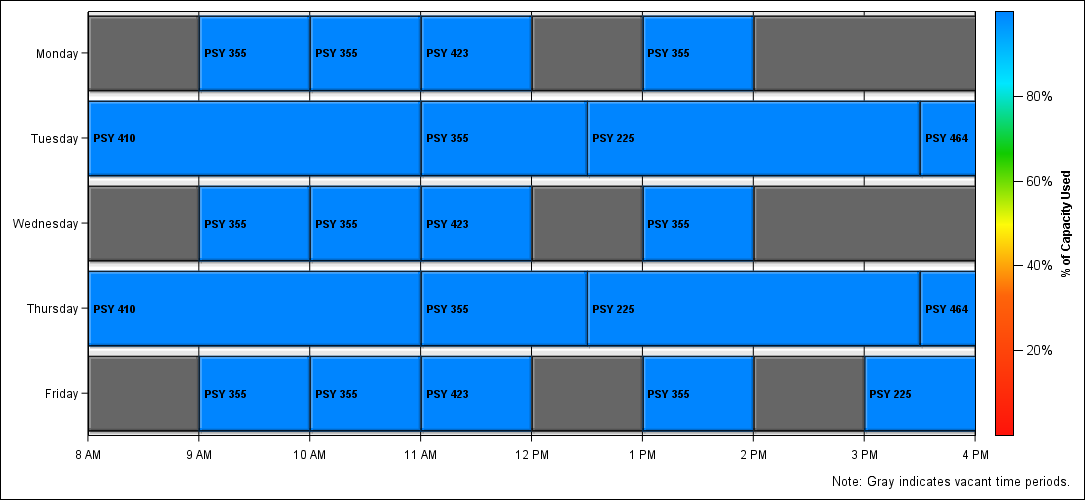 Monday
PSY 355
PSY 355
PSY 423
PSY 355
80%
Tuesday
PSY 410
PSY 355
PSY 225
PSY 464
60%
Wednesday
PSY 355
PSY 355
PSY 423
PSY 355
% of Capacity Used
40%
Thursday
PSY 410
PSY 355
PSY 225
PSY 464
20%
Friday
PSY 355
PSY 355
PSY 423
PSY 355
PSY 225
8 AM 9 AM 10 AM 11 AM 12 PM 1 PM 2 PM 3 PM 4 PM
Note: Gray indicates vacant time periods.